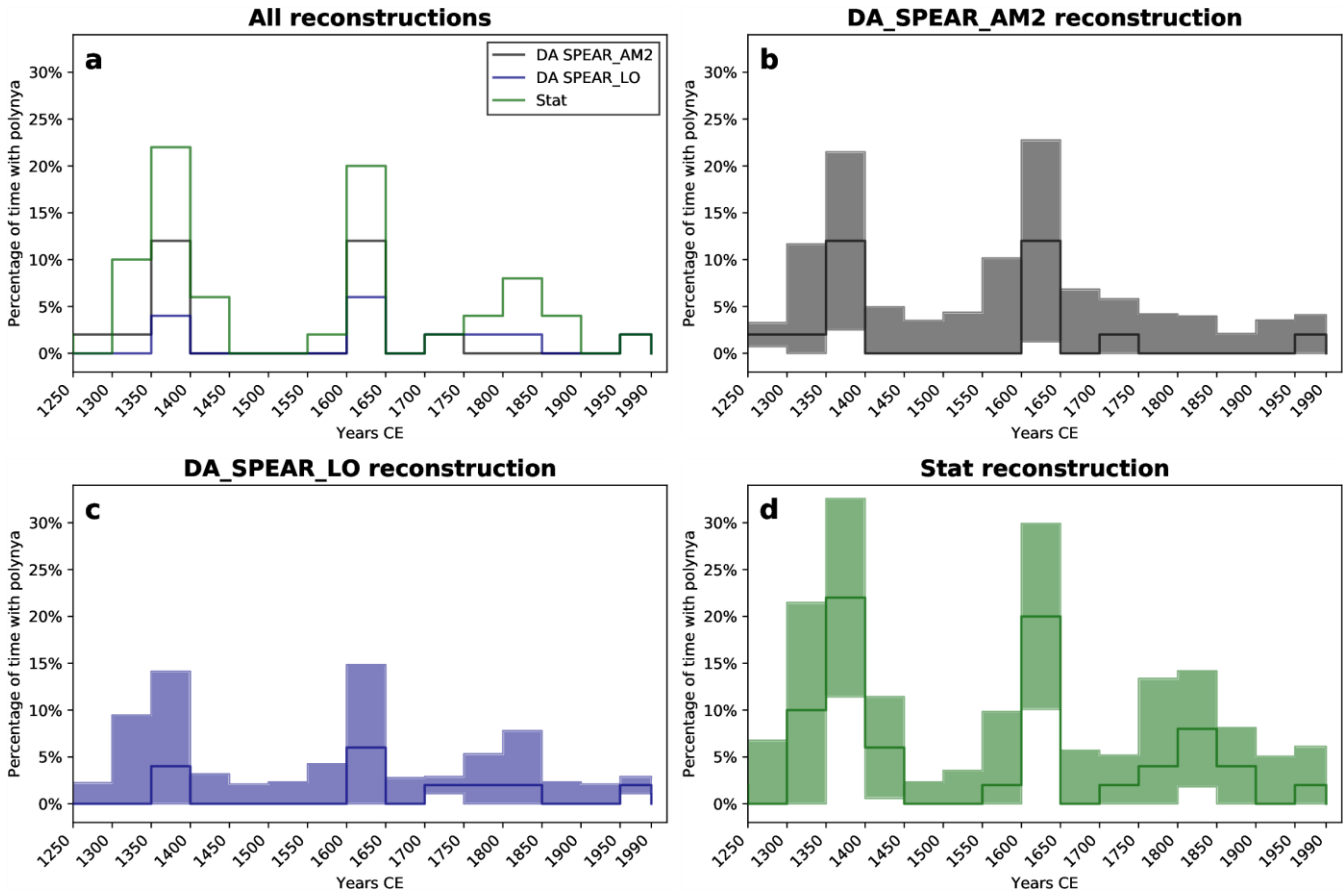 All reconstructions
a
DA SPEAR_AM2
DA SPEAR_LO
Stat
Percentage of time with polynya
30%
25%
20%
15%
10%
5%
0%
1250 1300 1350 1400 1450 1500 1550 1600 1650 1700 1750 1800 1850 1900 1950 1990
Years CE
DA_SPEAR_AM2 reconstruction
b
Percentage of time with polynya
30%
25%
20%
15%
10%
5%
0%
1250 1300 1350 1400 1450 1500 1550 1600 1650 1700 1750 1800 1850 1900 1950 1990
Years CE
DA_SPEAR_LO reconstruction
c
Percentage of time with polynya
30%
25%
20%
15%
10%
5%
0%
1250 1300 1350 1400 1450 1500 1550 1600 1650 1700 1750 1800 1850 1900 1950 1990
Years CE
Stat reconstruction
d
Percentage of time with polynya
30%
25%
20%
15%
10%
5%
0%
1250 1300 1350 1400 1450 1500 1550 1600 1650 1700 1750 1800 1850 1900 1950 1990
Years CE